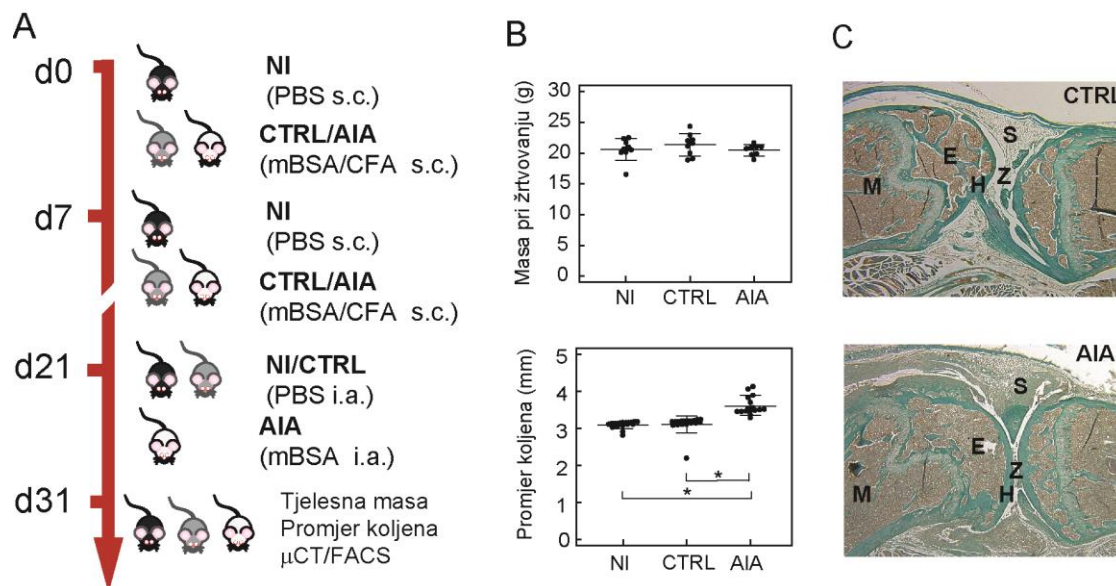 A
d0
NI
(PBS s.c.)
CTRL/AIA
(mBSA/CFA s.c.)
d7
NI
(PBS s.c.)
CTRL/AIA
(mBSA/CFA s.c.)
d21
NI/CTRL
(PBS i.a.)
AIA
(mBSA i.a.)
d31
Tjelesna masa
Promjer koljena
μCT/FACS
B
Masa pri žrtvovanju (g)
30
25
20
15
10
5
0
NI CTRL AIA
Promjer koljena (mm)
5
4
3
2
1
0
*
*
NI CTRL AIA
C
CTRL
S
E
Z
M
H
AIA
S
E
Z
M
H